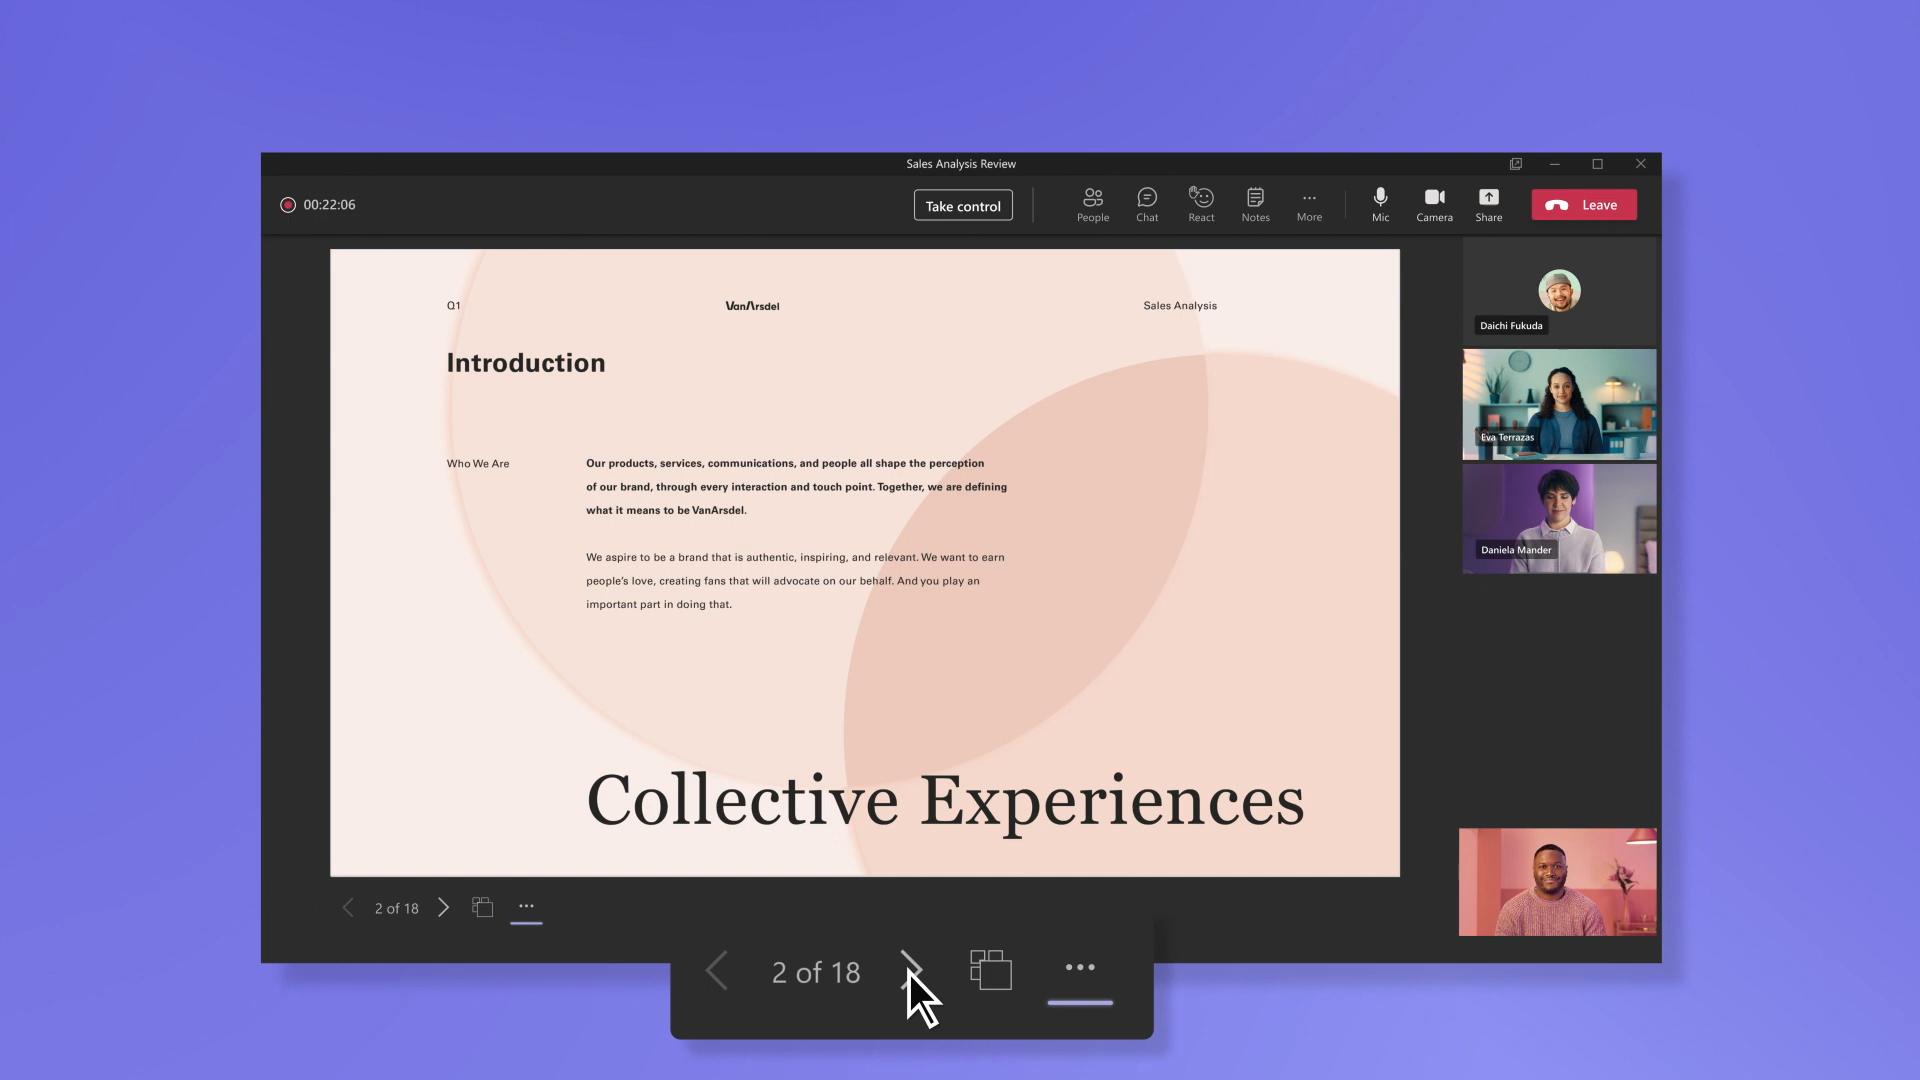 Sales Analysis Review
00:22:06
Take control
People
Chat
React
Notes
More
Mic
Camera
Share
Leave
Q1
VanArsdel
Sales Analysis
Introduction
Who We Are
Our products, services, communications, and people all shape the perception
of our brand, through every interaction and touch point. Together, we are defining
what it means to be VanArsdel.
We aspire to be a brand that is authentic, inspiring, and relevant. We want to earn
people's love, creating fans that will advocate on our behalf. And you play an
important part in doing that.
Collective Experiences
Daichi Fukuda
Eva Terrazas
Daniela Mander
2 of 18
2 of 18